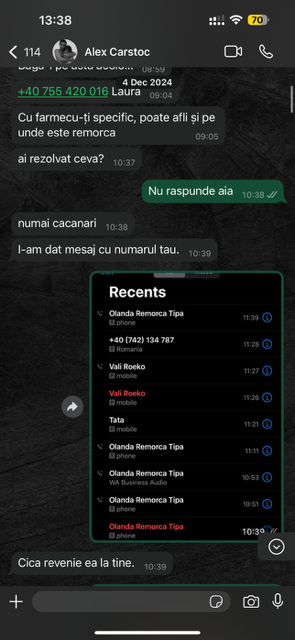 13:38
70
114
Alex Carstoc
08:59
4 Dec 2024
+40 755 420 016 Laura
09:04
Cu farmecu-ți specific, poate afli și pe
unde este remorca
09:05
ai rezolvat ceva?
10:37
Nu raspunde aia
10:38
numai cacanari
10:38
I-am dat mesaj cu numarul tau.
10:39
Recents
Olanda Remorca Tipa
phone
11:39
+40 (742) 134 787
Romania
11:28
Vali Roeko
mobile
11:27
Vali Roeko
mobile
11:26
Tata
mobile
11:21
Olanda Remorca Tipa
phone
11:11
Olanda Remorca Tipa
WA Business Audio
10:53
Olanda Remorca Tipa
phone
10:51
Olanda Remorca Tipa
phone
10:39
Cica revenie ea la tine.
10:39